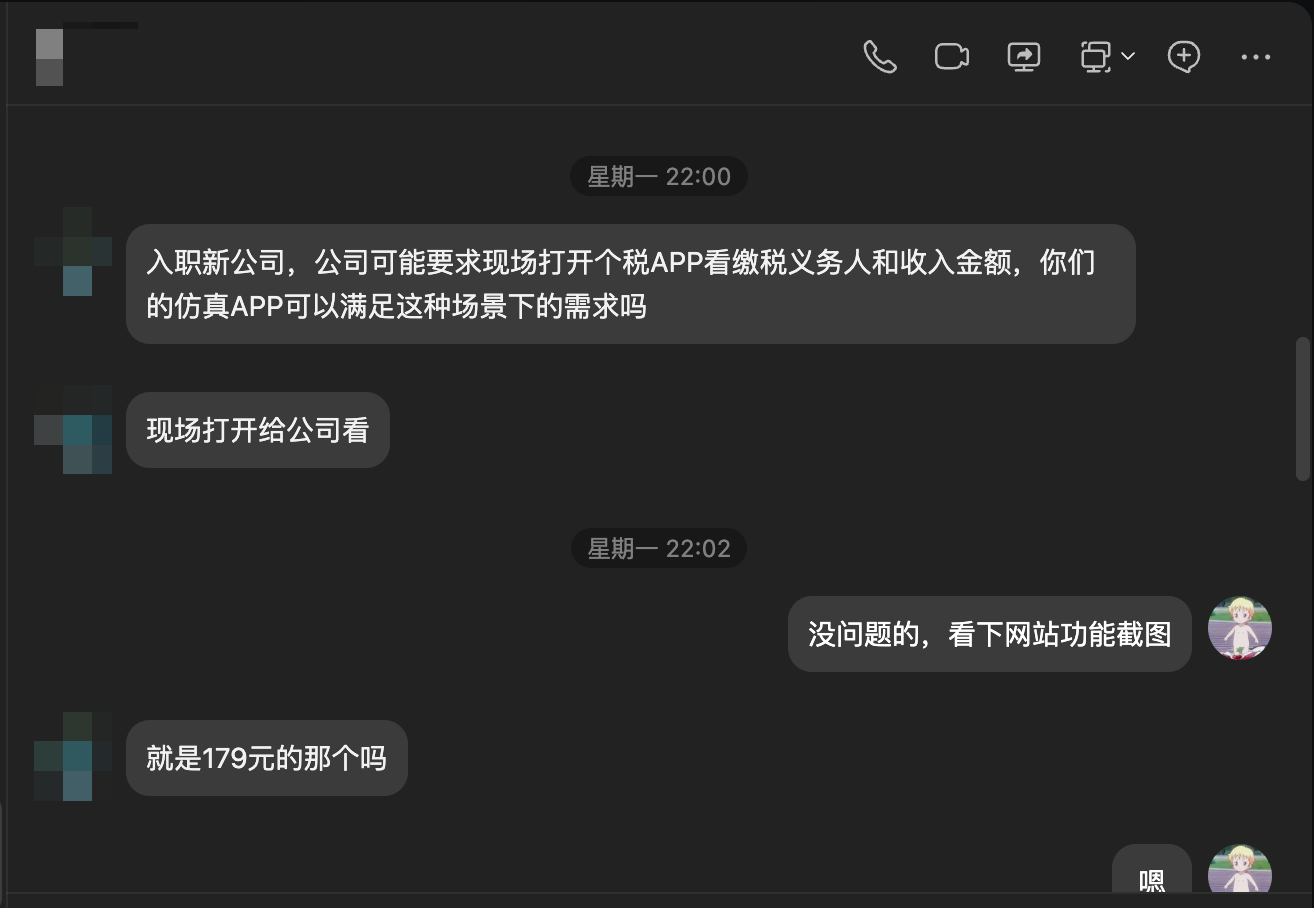 星期一 22:00
入职新公司，公司可能要求现场打开个税APP看缴税义务人和收入金额，你们
的仿真APP可以满足这种场景下的需求吗
现场打开给公司看
星期一 22:02
没问题的，看下网站功能截图
就是179元的那个吗
嗯